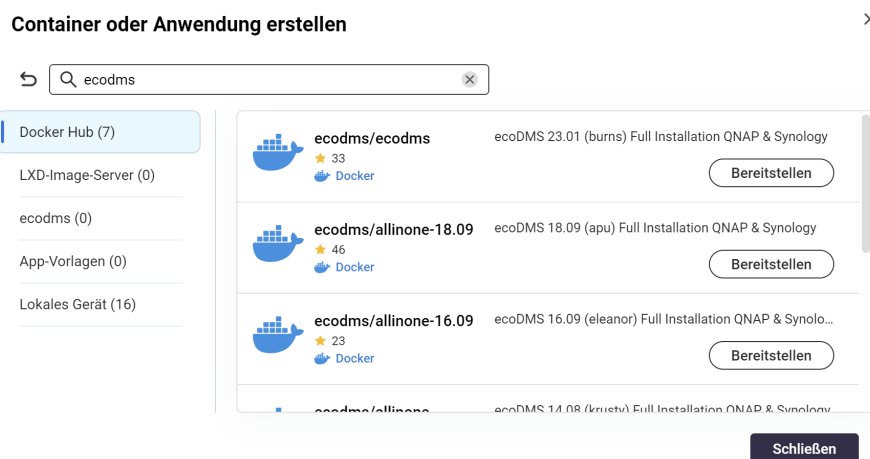 Container oder Anwendung erstellen
ecodms
Docker Hub (7)
LXD-Image-Server (0)
ecodms (0)
App-Vorlagen (0)
Lokales Gerät (16)
ecodms/ecodms
33
Docker
ecoDMS 23.01 (burns) Full Installation QNAP & Synology
Bereitstellen
ecodms/allinone-18.09
46
Docker
ecoDMS 18.09 (apu) Full Installation QNAP & Synology
Bereitstellen
ecodms/allinone-16.09
23
Docker
ecoDMS 16.09 (eleanor) Full Installation QNAP & Synolo...
Bereitstellen
ecodms/allinone
ecoDMS 14.08 (krusty) Full Installation QNAP & Synology
Schließen